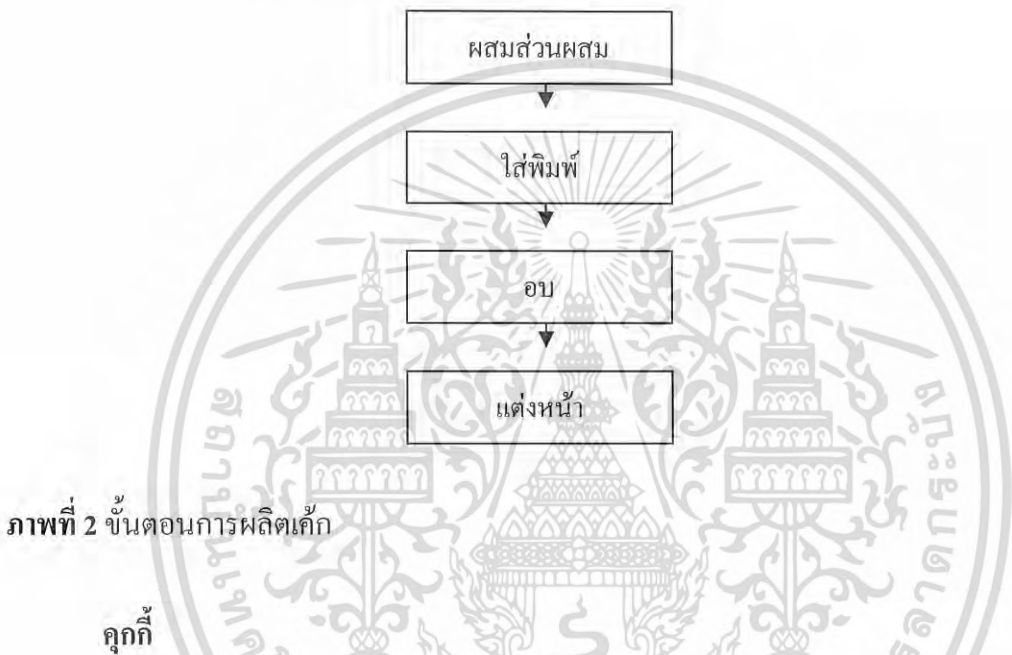 ผสมส่วนผสม
ใส่พิมพ์
อบ
แต่งหน้า
ภาพที่ 2 ขั้นตอนการผลิตเค้ก
คุกกี้